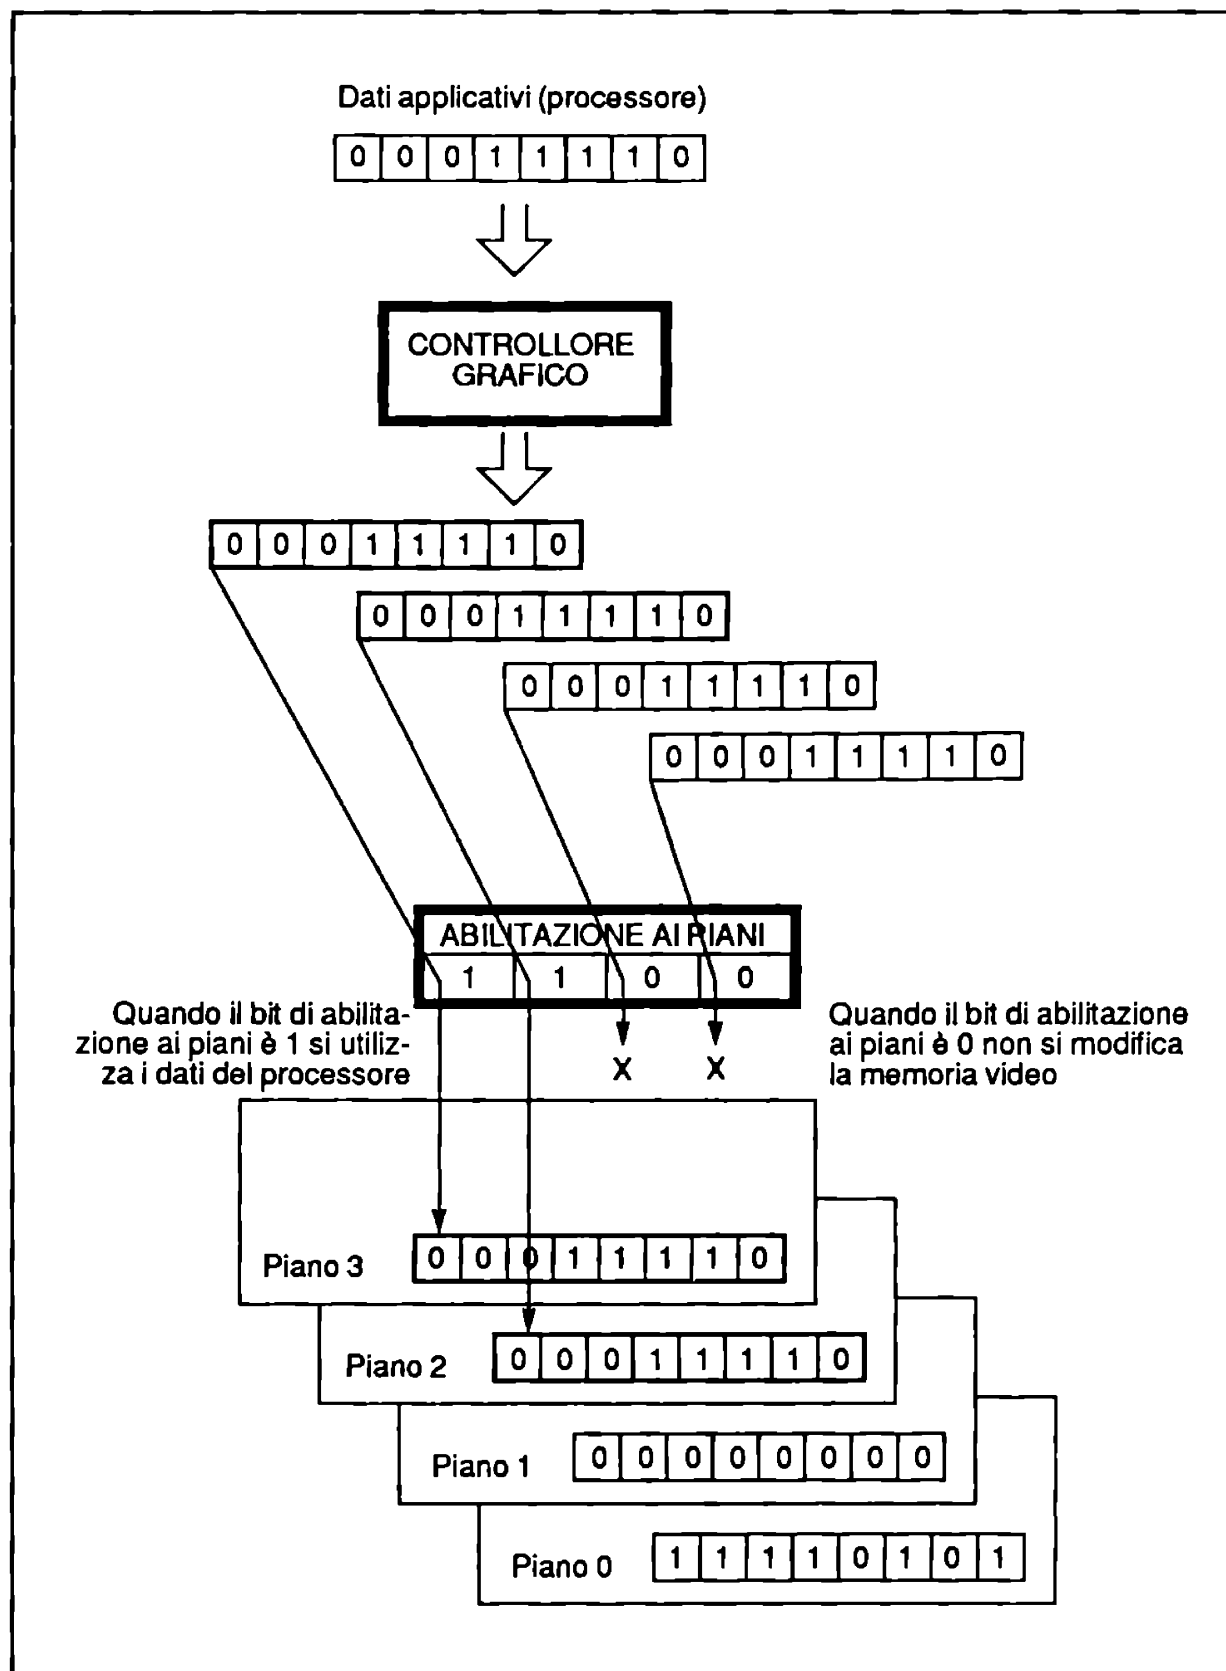 Dati applicativi (processore)
0 0 0 1 1 1 1 0
CONTROLLORE
GRAFICO
0 0 0 1 1 1 1 0
0 0 0 1 1 1 1 0
0 0 0 1 1 1 1 0
0 0 0 1 1 1 1 0
ABILITAZIONE AI PIANI
1 1 0 0
Quando il bit di abilita-
zione ai piani è 1 si utiliz-
za i dati del processore
X X
Quando il bit di abilitazione
ai piani è 0 non si modifica
la memoria video
Piano 3 0 0 0 1 1 1 1 0
Piano 2 0 0 0 1 1 1 1 0
Piano 1 0 0 0 0 0 0 0 0
Piano 0 1 1 1 1 0 1 0 1